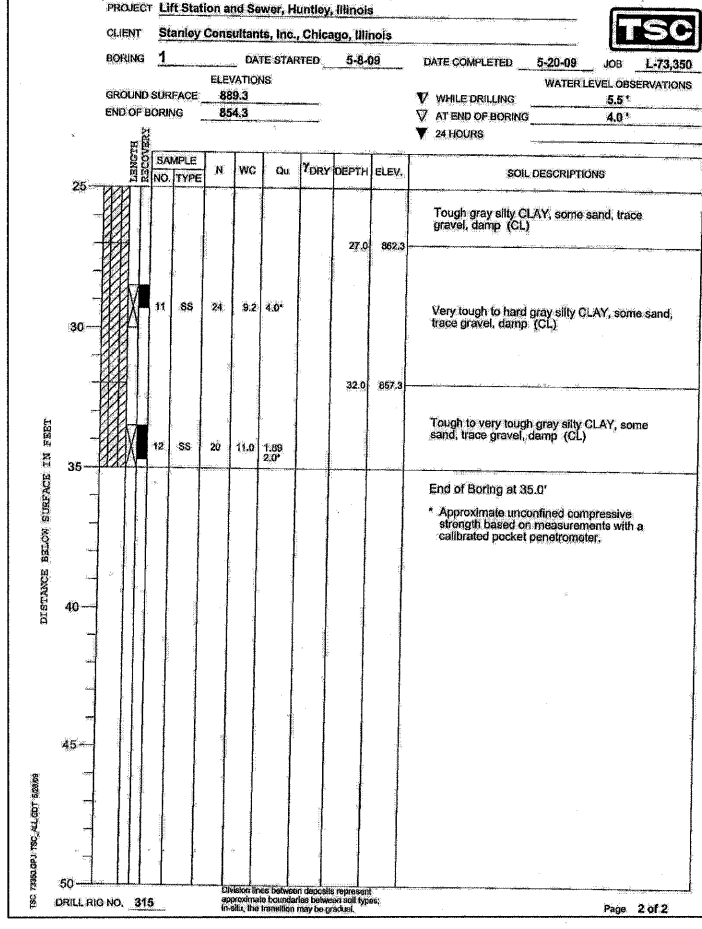 PROJECT Lift Station and Sewer, Huntley, Illinois
TSC
CLIENT Stanley Consultants, Inc., Chicago, Illinois
BORING 1 DATE STARTED 5-8-09 DATE COMPLETED 5-20-09 JOB L-73,350
ELEVATIONS WATER LEVEL OBSERVATIONS
GROUND SURFACE 889.3 WHILE DRILLING 5.5'
END OF BORING 854.3 AT END OF BORING 4.0'
24 HOURS
LENGTH
RECOVERY
SAMPLE
NO. TYPE N WC Qu γDRY DEPTH ELEV. SOIL DESCRIPTIONS
25
Tough gray silty CLAY, some sand, trace
gravel, damp (CL)
27.0 862.3
11 SS 24 9.2 4.0*
Very tough to hard gray silty CLAY, some sand,
trace gravel, damp (CL)
30
32.0 857.3
Tough to very tough gray silty CLAY, some
sand, trace gravel, damp (CL)
12 SS 20 11.0 1.89
2.0*
35
End of Boring at 35.0'
* Approximate unconfined compressive
strength based on measurements with a
calibrated pocket penetrometer.
40
45
50
DISTANCE BELOW SURFACE IN FEET
TSC 73350.GPJ TSC_ALL.GDT 5/28/09
DRILL RIG NO. 315
Division lines between deposits represent
approximate boundaries between soil types;
in-situ, the transition may be gradual.
Page 2 of 2